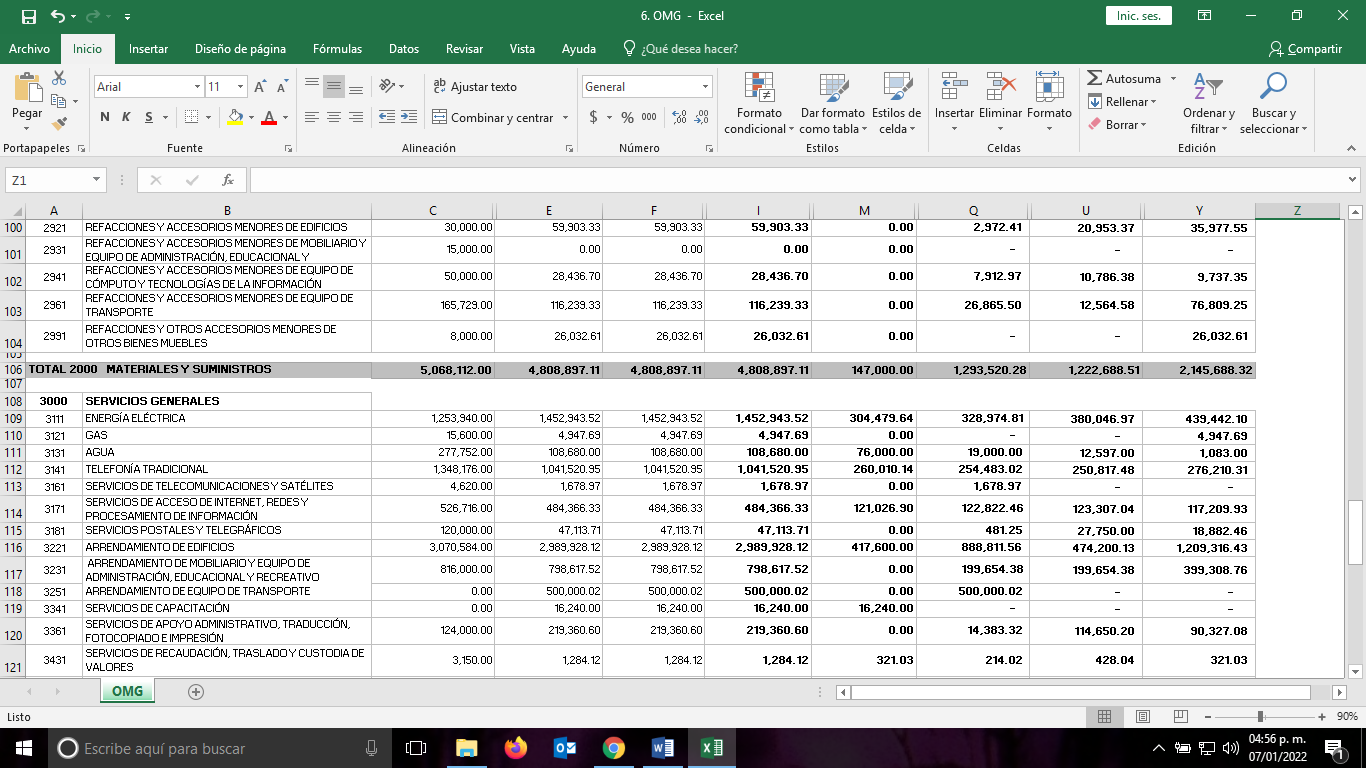 6. OMG - Excel
Inic. ses.
Archivo Inicio Insertar Diseño de página Fórmulas Datos Revisar Vista Ayuda ¿Qué desea hacer? Compartir
Arial 11 Ajustar texto General Autosuma
Pegar N K S Combinar y centrar $ % 000 Formato condicional Dar formato como tabla Estilos de celda Insertar Eliminar Formato Rellenar Borrar Ordenar y filtrar Buscar y seleccionar
Portapapeles Fuente Alineación Número Estilos Celdas Edición
Z1 fx
A B C E F I M Q U Y Z
100 2921 REFACCIONES Y ACCESORIOS MENORES DE EDIFICIOS 30,000.00 59,903.33 59,903.33 59,903.33 0.00 2,972.41 20,953.37 35,977.55
REFACCIONES Y ACCESORIOS MENORES DE MOBILIARIO Y
101 2931 EQUIPO DE ADMINISTRACIÓN, EDUCACIONAL Y 15,000.00 0.00 0.00 0.00 0.00 - - -
REFACCIONES Y ACCESORIOS MENORES DE EQUIPO DE
102 2941 CÓMPUTO Y TECNOLOGÍAS DE LA INFORMACIÓN 50,000.00 28,436.70 28,436.70 28,436.70 0.00 7,912.97 10,786.38 9,737.35
REFACCIONES Y ACCESORIOS MENORES DE EQUIPO DE
103 2961 TRANSPORTE 165,729.00 116,239.33 116,239.33 116,239.33 0.00 26,865.50 12,564.58 76,809.25
REFACCIONES Y OTROS ACCESORIOS MENORES DE
104 2991 OTROS BIENES MUEBLES 8,000.00 26,032.61 26,032.61 26,032.61 0.00 - - 26,032.61
105
106 TOTAL 2000 MATERIALES Y SUMINISTROS 5,068,112.00 4,808,897.11 4,808,897.11 4,808,897.11 147,000.00 1,293,520.28 1,222,688.51 2,145,688.32
107
108 3000 SERVICIOS GENERALES
109 3111 ENERGÍA ELÉCTRICA 1,253,940.00 1,452,943.52 1,452,943.52 1,452,943.52 304,479.64 328,974.81 380,046.97 439,442.10
110 3121 GAS 15,600.00 4,947.69 4,947.69 4,947.69 0.00 - - 4,947.69
111 3131 AGUA 277,752.00 108,680.00 108,680.00 108,680.00 76,000.00 19,000.00 12,597.00 1,083.00
112 3141 TELEFONÍA TRADICIONAL 1,348,176.00 1,041,520.95 1,041,520.95 1,041,520.95 260,010.14 254,483.02 250,817.48 276,210.31
113 3161 SERVICIOS DE TELECOMUNICACIONES Y SATÉLITES 4,620.00 1,678.97 1,678.97 1,678.97 0.00 1,678.97 - -
SERVICIOS DE ACCESO DE INTERNET, REDES Y
114 3171 PROCESAMIENTO DE INFORMACIÓN 526,716.00 484,366.33 484,366.33 484,366.33 121,026.90 122,822.46 123,307.04 117,209.93
115 3181 SERVICIOS POSTALES Y TELEGRÁFICOS 120,000.00 47,113.71 47,113.71 47,113.71 0.00 481.25 27,750.00 18,882.46
116 3221 ARRENDAMIENTO DE EDIFICIOS 3,070,584.00 2,989,928.12 2,989,928.12 2,989,928.12 417,600.00 888,811.56 474,200.13 1,209,316.43
ARRENDAMIENTO DE MOBILIARIO Y EQUIPO DE
117 3231 ADMINISTRACIÓN, EDUCACIONAL Y RECREATIVO 816,000.00 798,617.52 798,617.52 798,617.52 0.00 199,654.38 199,654.38 399,308.76
118 3251 ARRENDAMIENTO DE EQUIPO DE TRANSPORTE 0.00 500,000.02 500,000.02 500,000.02 0.00 500,000.02 - -
119 3341 SERVICIOS DE CAPACITACIÓN 0.00 16,240.00 16,240.00 16,240.00 16,240.00 - - -
SERVICIOS DE APOYO ADMINISTRATIVO, TRADUCCIÓN,
120 3361 FOTOCOPIADO E IMPRESIÓN 124,000.00 219,360.60 219,360.60 219,360.60 0.00 14,383.32 114,650.20 90,327.08
SERVICIOS DE RECAUDACIÓN, TRASLADO Y CUSTODIA DE
121 3431 VALORES 3,150.00 1,284.12 1,284.12 1,284.12 321.03 214.02 428.04 321.03
OMG
Listo 90%
Escribe aquí para buscar
04:56 p. m.
07/01/2022
1